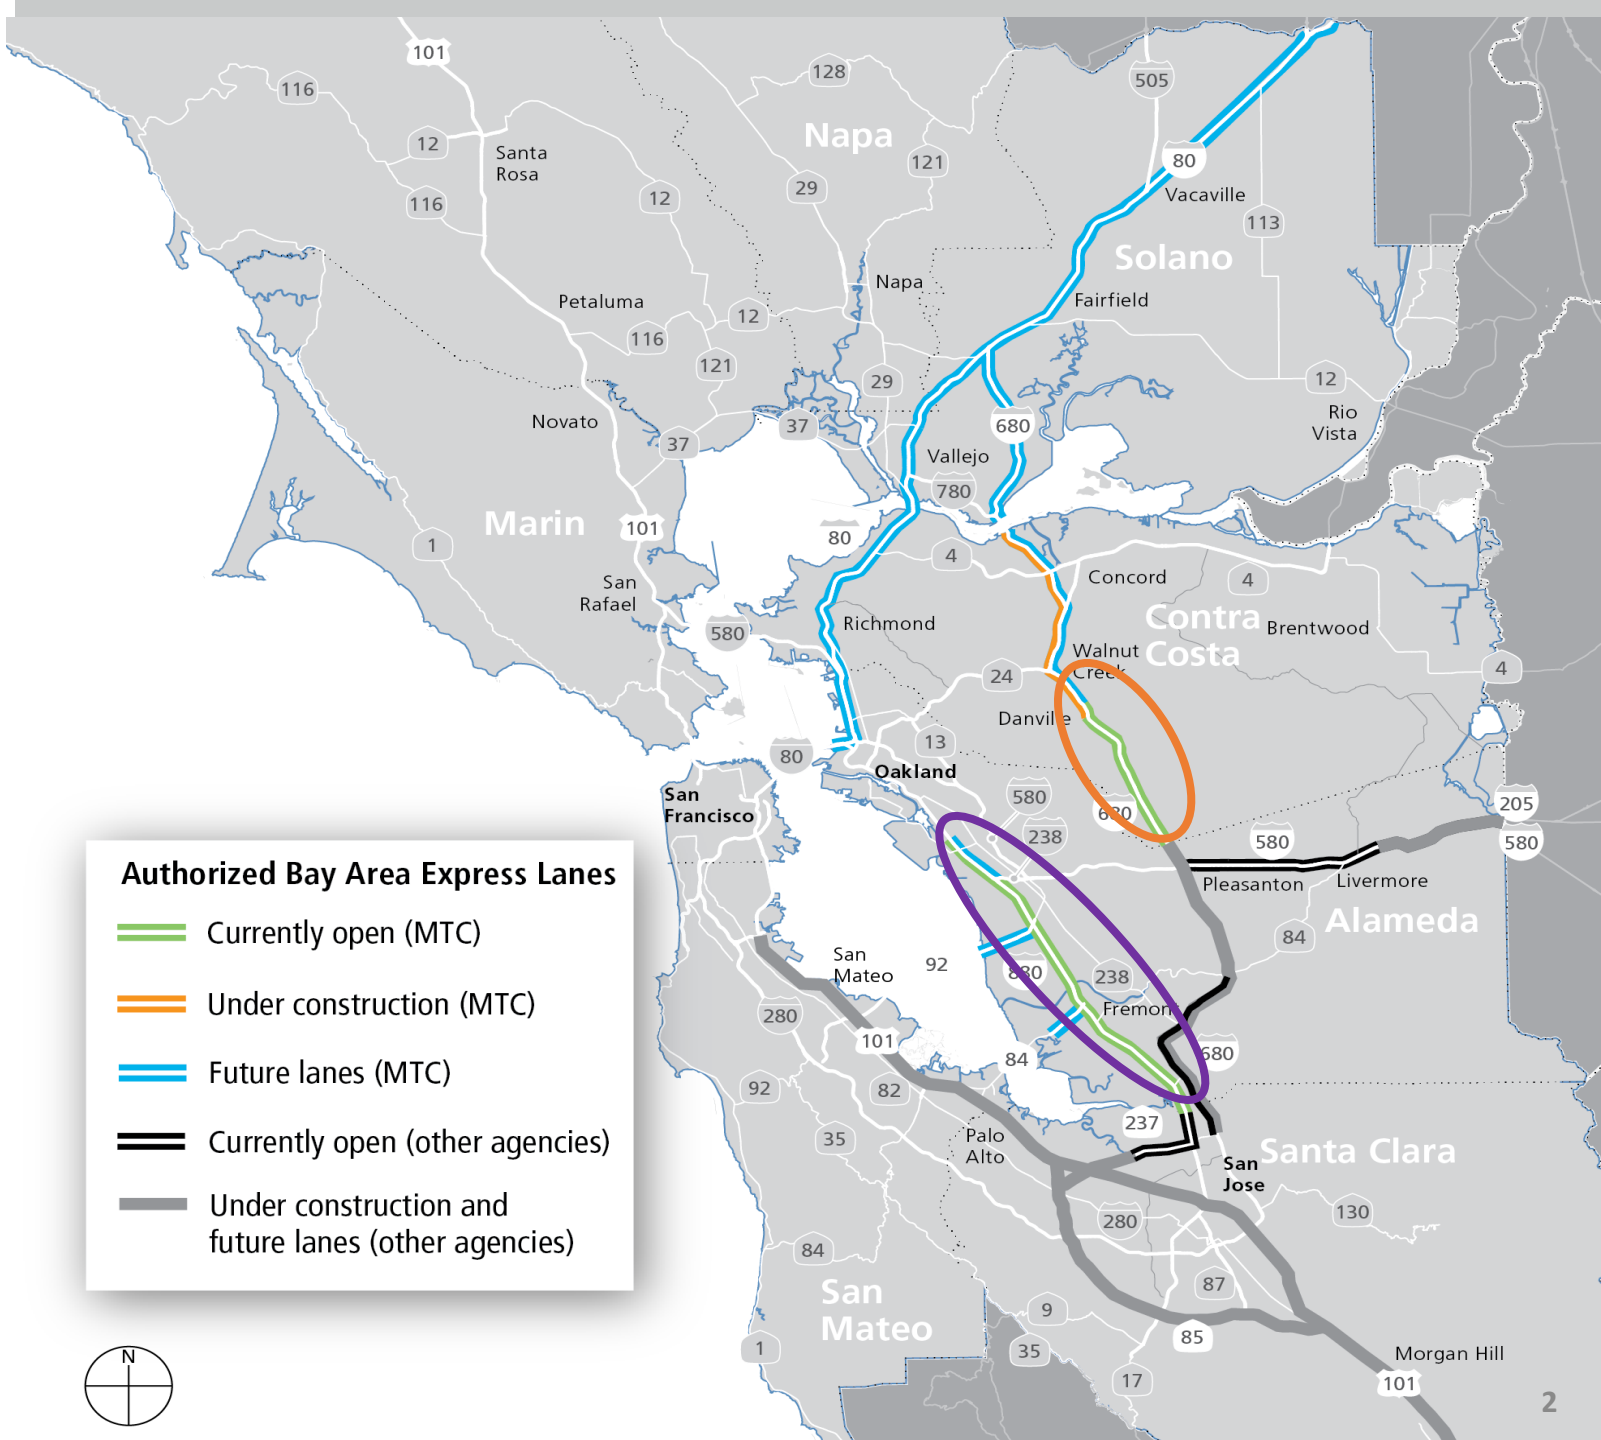 101
128
505
116
Napa
12
Santa
Rosa
121
80
116
12
29
Vacaville
113
Solano
Napa
Petaluma
Fairfield
12
116
121
29
12
Rio
Vista
Novato
37
37
680
Vallejo
780
Marin
101
80
1
4
San
Rafael
Concord
4
Contra
Costa
Richmond
580
Brentwood
Walnut
Creek
24
4
Danville
13
80
Oakland
San
Francisco
580
680
205
238
580
580
Pleasanton
Livermore
Alameda
84
San
Mateo
92
880
238
Fremont
280
101
84
680
92
82
237
35
Palo
Alto
Santa Clara
San
Jose
130
280
84
87
San
Mateo
9
85
1
35
17
Morgan Hill
101
Authorized Bay Area Express Lanes
Currently open (MTC)
Under construction (MTC)
Future lanes (MTC)
Currently open (other agencies)
Under construction and
future lanes (other agencies)
N
2